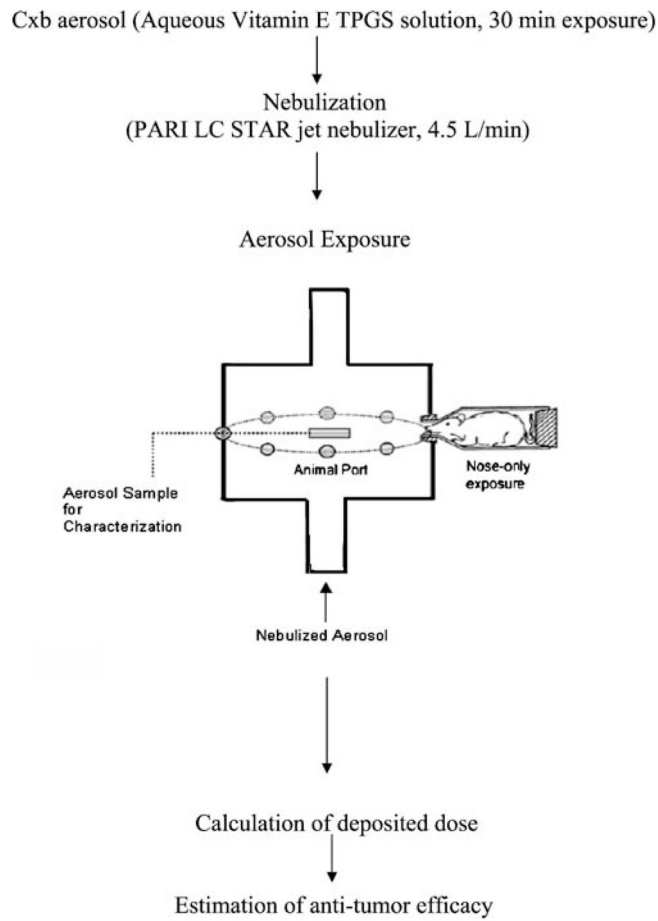 Cxb aerosol (Aqueous Vitamin E TPGS solution, 30 min exposure)
Nebulization
(PARI LC STAR jet nebulizer, 4.5 L/min)
Aerosol Exposure
Animal Port
Nose-only
exposure
Aerosol Sample
for
Characterization
Nebulized Aerosol
Calculation of deposited dose
Estimation of anti-tumor efficacy